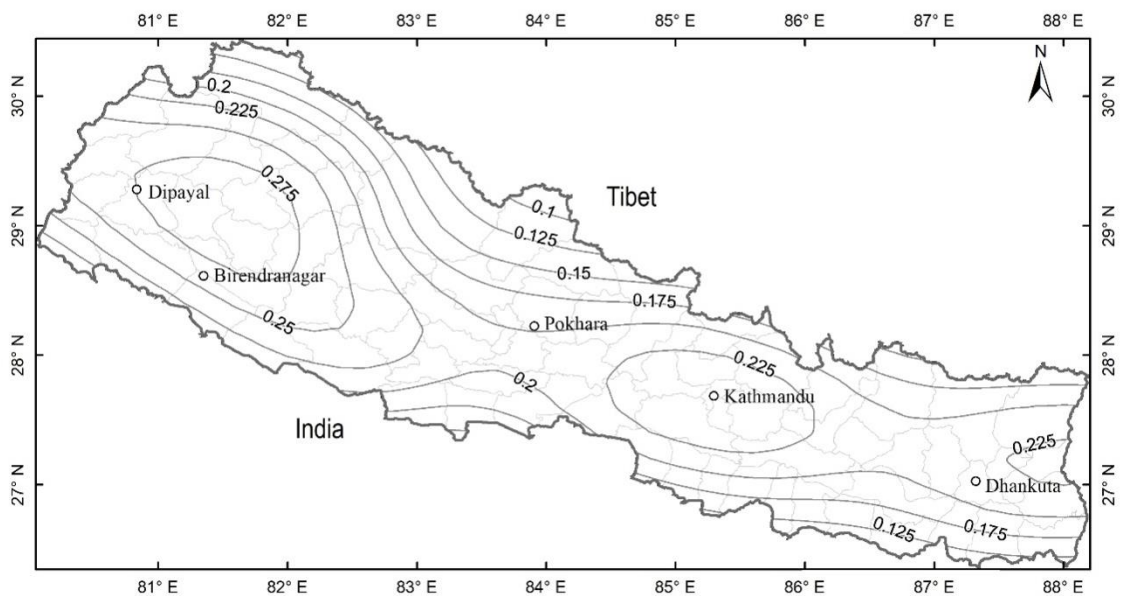 81° E 82° E 83° E 84° E 85° E 86° E 87° E 88° E
N
30° N 30° N
0.2
0.225
Dipayal
0.275
Tibet
0.1
29° N 29° N
0.125
Birendranagar
0.15
0.175
0.25
Pokhara
28° N 28° N
0.225
0.2
Kathmandu
India
0.225
27° N 27° N
Dhankuta
0.175
0.125
81° E 82° E 83° E 84° E 85° E 86° E 87° E 88° E